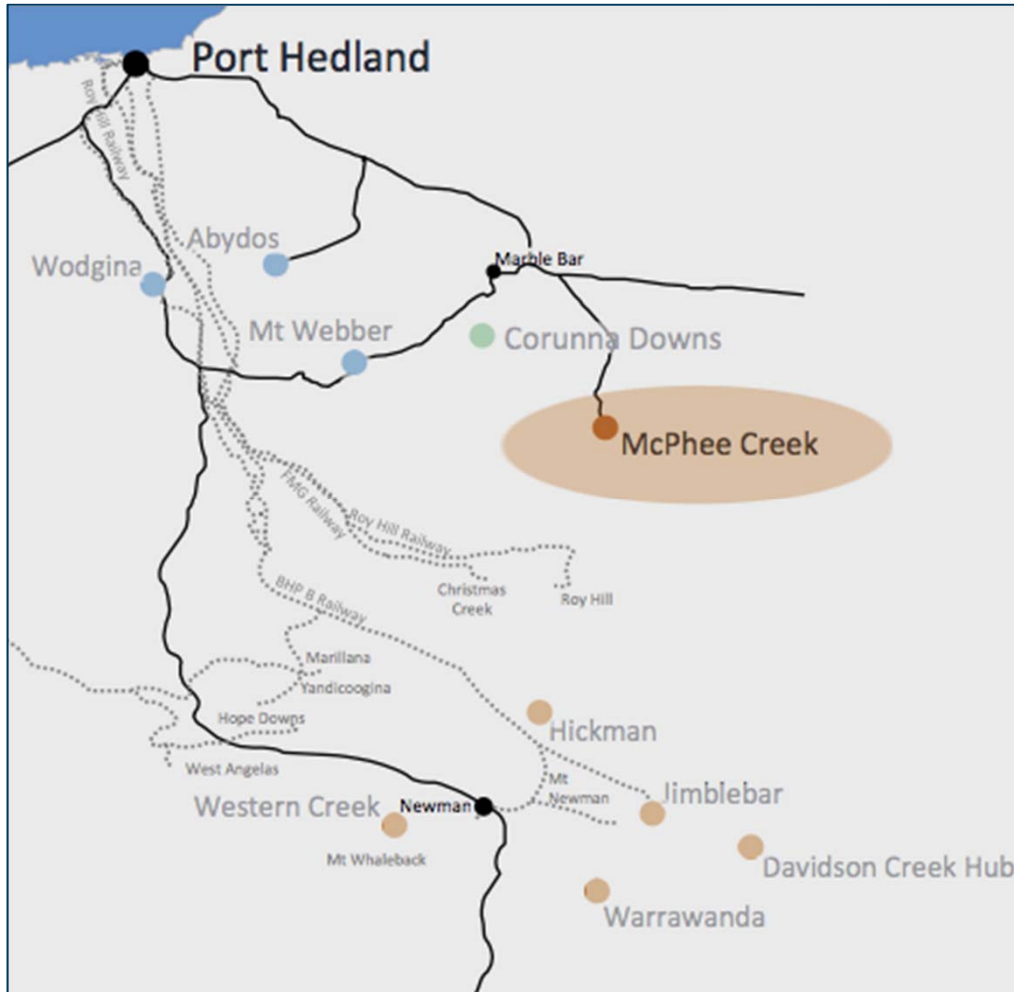 Port Hedland
Roy Hill Railway
Abydos
Wodgina
Marble Bar
Mt Webber
Corunna Downs
McPhee Creek
FMG Railway
Roy Hill Railway
Christmas
Creek
Roy Hill
BHP B Railway
Marillana
Yandicoogina
Hope Downs
Hickman
West Angelas
Mt
Newman
Jimblebar
Western Creek
Newman
Mt Whaleback
Davidson Creek Hub
Warrawanda